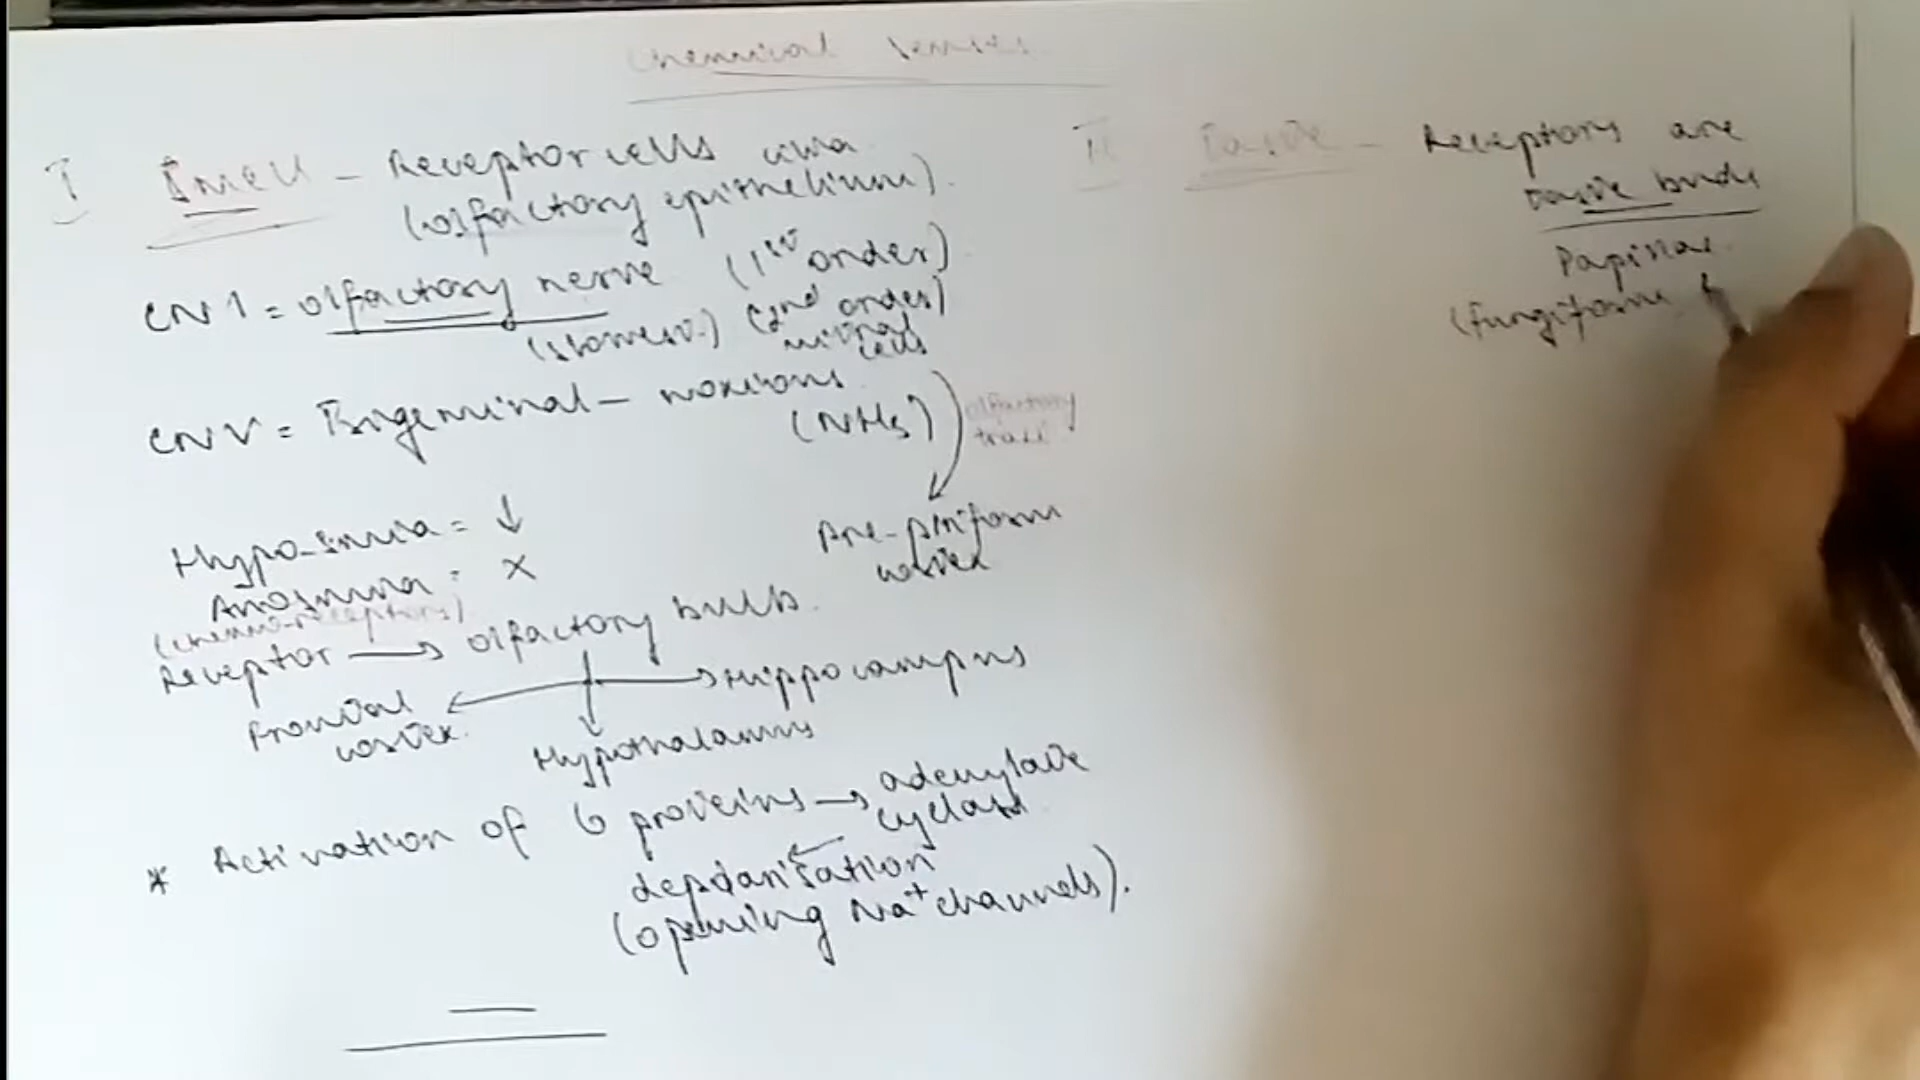 Chemical senses
I Smell - Receptor cells cilia
(olfactory epithelium).
CN 1 = olfactory nerve (1st order)
(slowest.) (2nd order)
mitral
cells
CN V = Trigeminal - noxious
(NH3)
olfactory
tract
Pre-piriform
cortex
Hyposmia = ↓
Anosmia = ×
(chemo-receptors)
Receptor → olfactory bulb.
Hippocampus
Frontal
cortex.
Hypothalamus
* Activation of G proteins → adenylate
cyclase
depolarisation
(opening Na+ channels).
II Taste - Receptors are
taste buds
Papillae
(fungiform